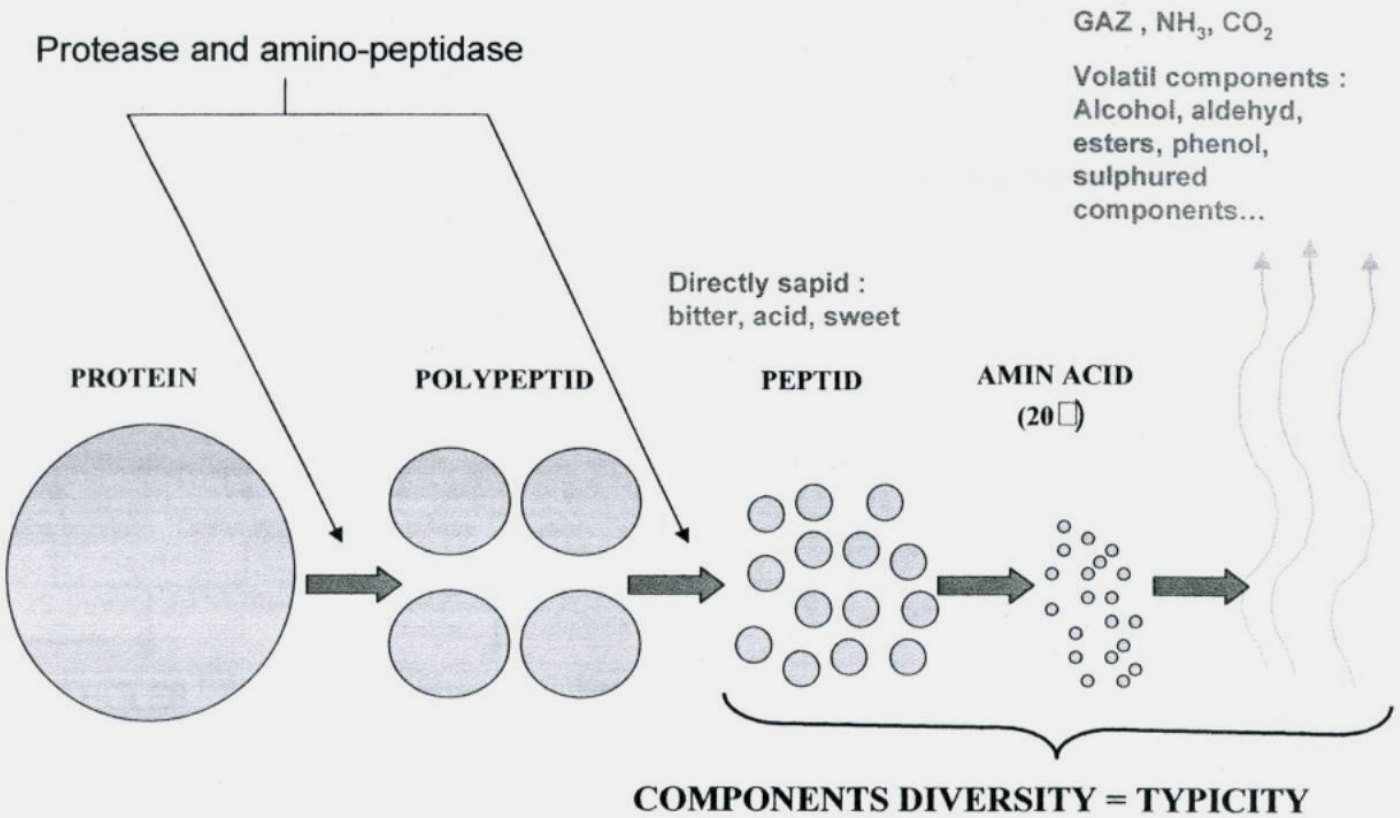 Protease and amino-peptidase
GAZ , NH₃, CO₂
Volatil components :
Alcohol, aldehyd,
esters, phenol,
sulphured
components...
Directly sapid :
bitter, acid, sweet
PROTEIN
POLYPEPTID
PEPTID
AMIN ACID
(20□)
COMPONENTS DIVERSITY = TYPICITY